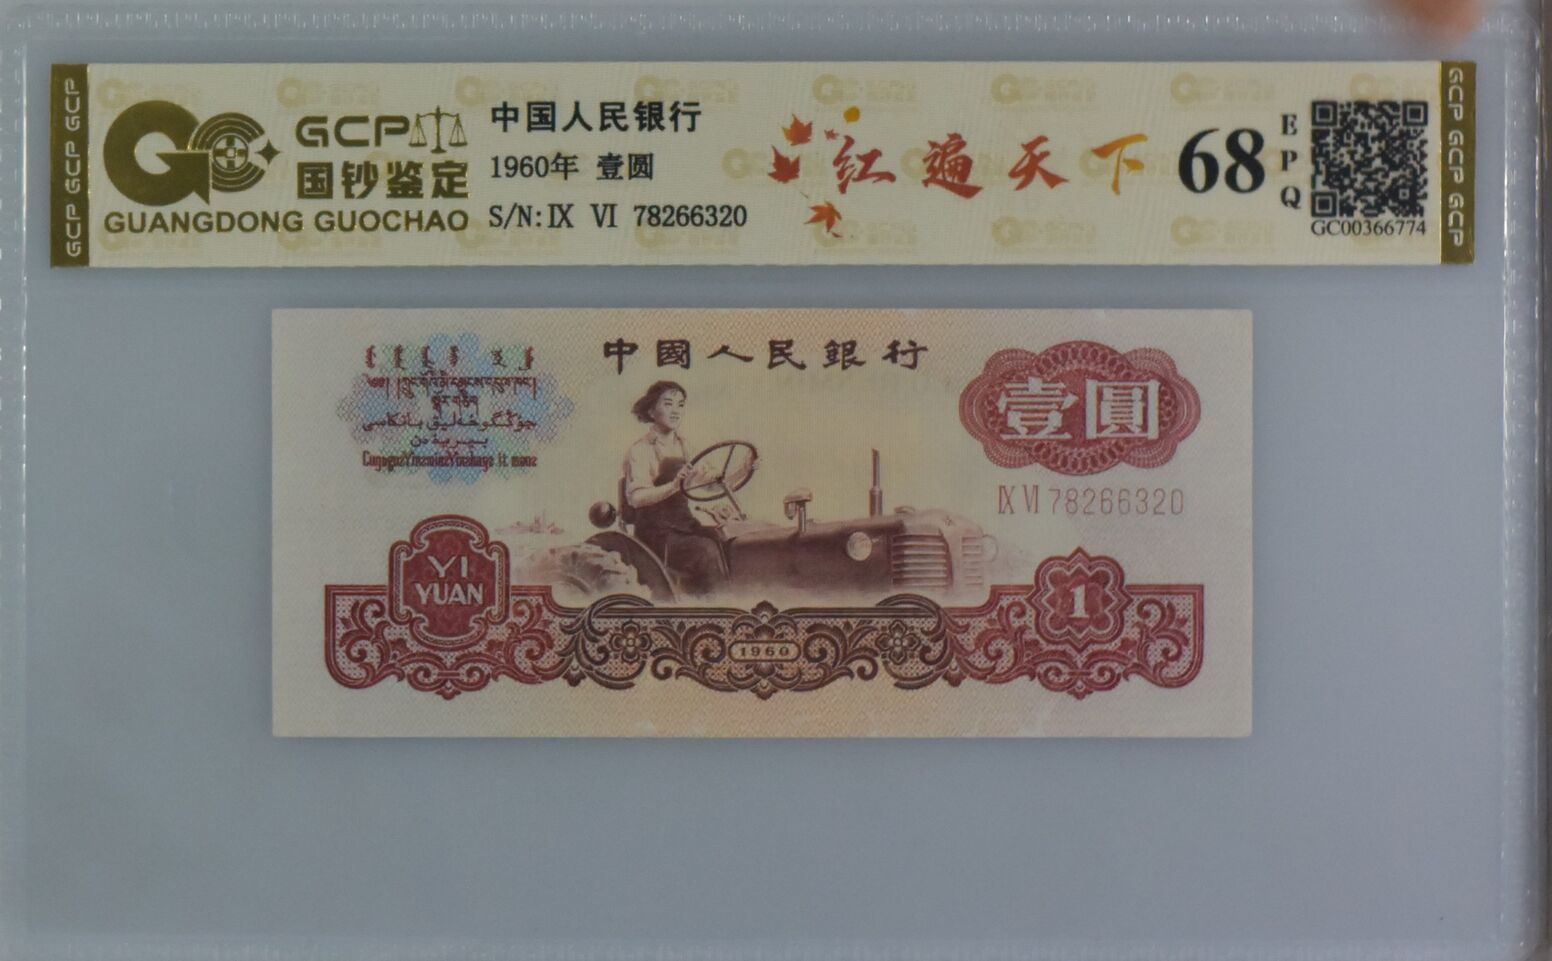 GCP GCP GCP
GCP
国钞鉴定
GUANGDONG GUOCHAO
中国人民银行
1960年 壹圆
S/N: IX VI 78266320
红遍天下
68
EPQ
GC00366774
GCP GCP GCP
中國人民銀行
壹圓
IX VI 78266320
YI
YUAN
1
1960